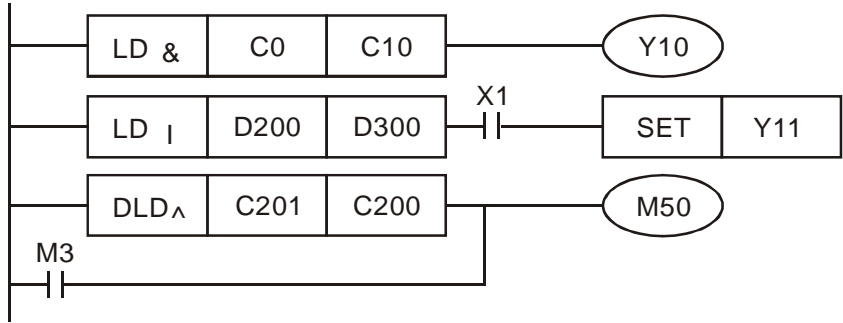 LD & C0 C10 Y10
X1
LD | D200 D300 SET Y11
DLD^ C201 C200 M50
M3